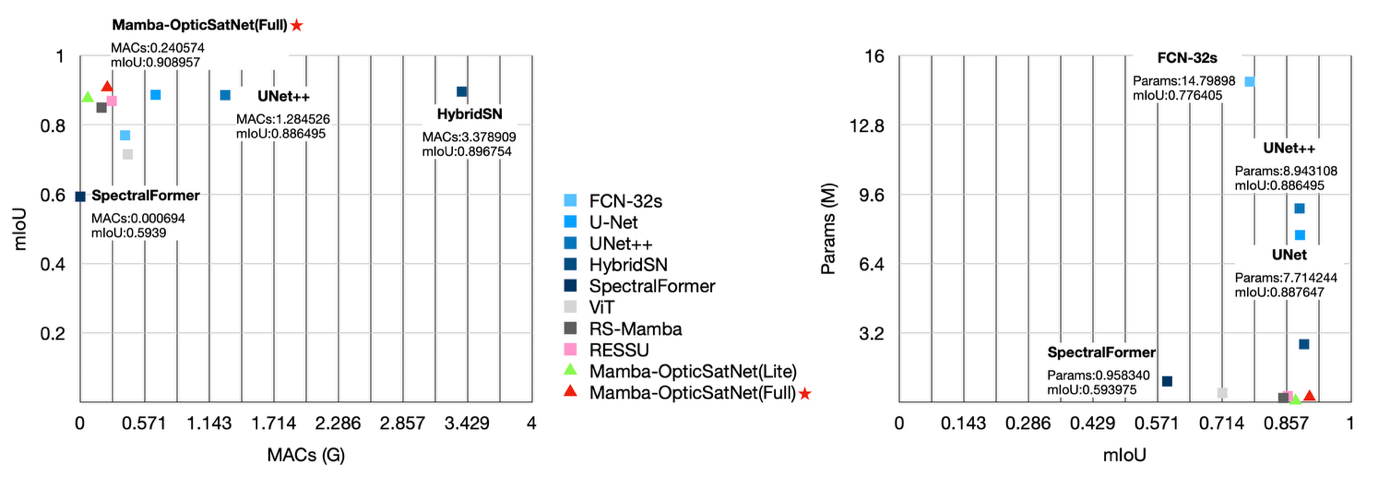 Mamba-OpticSatNet(Full) ★
MACs:0.240574
mIoU:0.908957
1
0.8
0.6
0.4
0.2
mIoU
UNet++
MACs:1.284526
mIoU:0.886495
HybridSN
MACs:3.378909
mIoU:0.896754
SpectralFormer
MACs:0.000694
mIoU:0.5939
0 0.571 1.143 1.714 2.286 2.857 3.429 4
MACs (G)
FCN-32s
U-Net
UNet++
HybridSN
SpectralFormer
ViT
RS-Mamba
RESSU
Mamba-OpticSatNet(Lite)
Mamba-OpticSatNet(Full) ★
16
12.8
9.6
6.4
3.2
Params (M)
FCN-32s
Params:14.79898
mIoU:0.776405
UNet++
Params:8.943108
mIoU:0.886495
UNet
Params:7.714244
mIoU:0.887647
SpectralFormer
Params:0.958340
mIoU:0.593975
0 0.143 0.286 0.429 0.571 0.714 0.857 1
mIoU